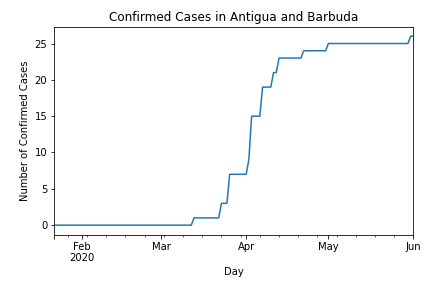 Confirmed Cases in Antigua and Barbuda
Number of Confirmed Cases
25
20
15
10
5
0
Feb Mar Apr May Jun
2020
Day